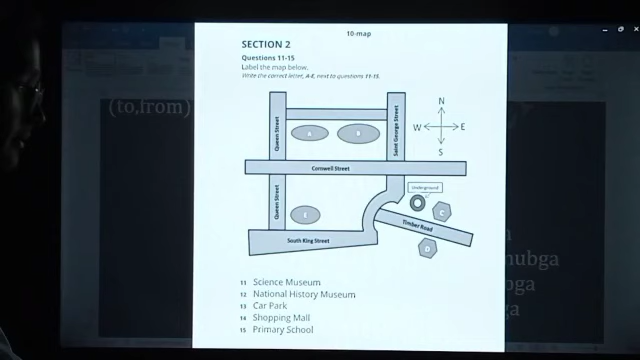 10-map
SECTION 2
Questions 11-15
Label the map below.
Write the correct letter, A-E, next to questions 11-15.
Queen Street
Saint George Street
N
W
E
S
A
B
Cornwell Street
Queen Street
Underground
E
C
Timber Road
South King Street
D
11 Science Museum
12 National History Museum
13 Car Park
14 Shopping Mall
15 Primary School
(to,from)